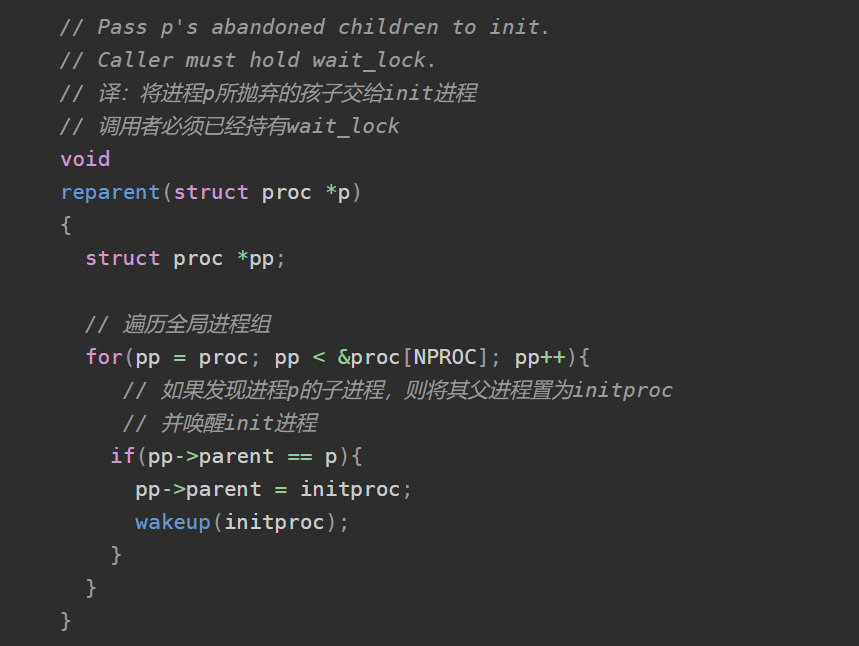 // Pass p's abandoned children to init.
// Caller must hold wait_lock.
// 译：将进程p所抛弃的孩子交给init进程
// 调用者必须已经持有wait_lock
void
reparent(struct proc *p)
{
  struct proc *pp;

  // 遍历全局进程组
  for(pp = proc; pp < &proc[NPROC]; pp++){
     // 如果发现进程p的子进程，则将其父进程置为initproc
     // 并唤醒init进程
    if(pp->parent == p){
      pp->parent = initproc;
      wakeup(initproc);
    }
  }
}